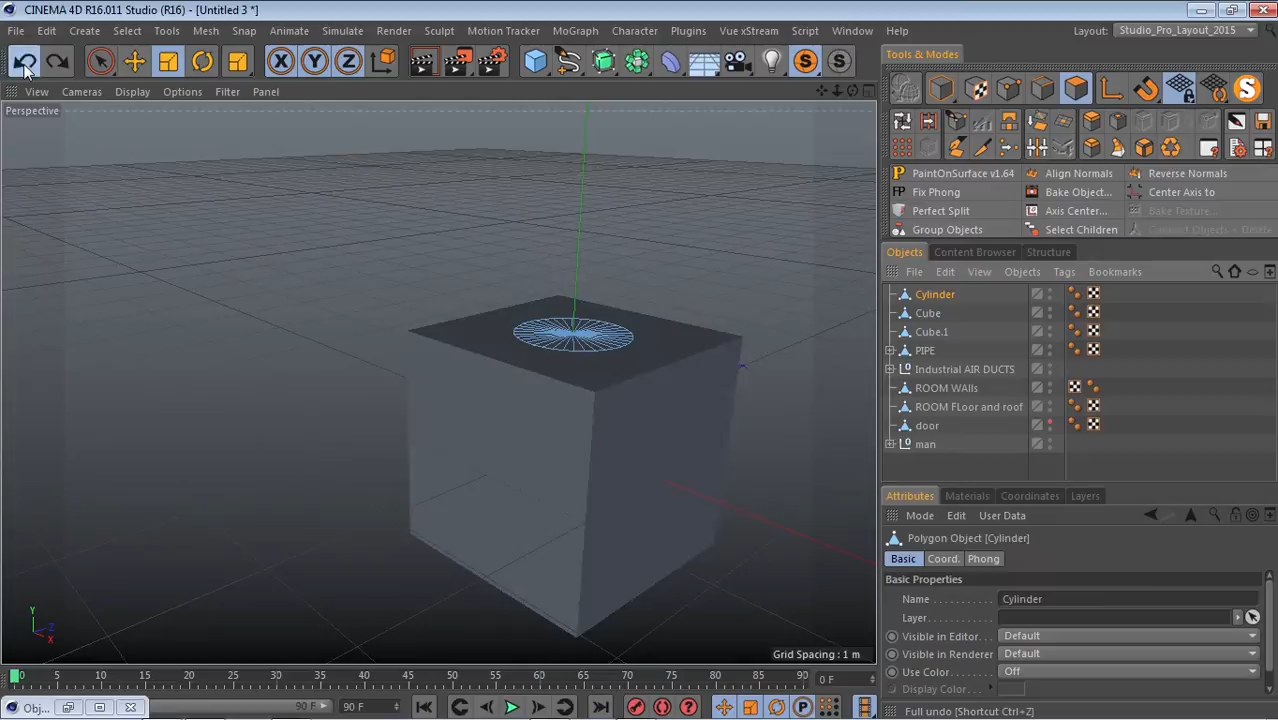 CINEMA 4D R16.011 Studio (R16) - [Untitled 3 *]
File Edit Create Select Tools Mesh Snap Animate Simulate Render Sculpt Motion Tracker MoGraph Character Plugins Vue xStream Script Window Help Layout: Studio_Pro_Layout_2015
Tools & Modes
View Cameras Display Options Filter Panel
Perspective
PaintOnSurface v1.64 Align Normals Reverse Normals
Fix Phong Bake Object... Center Axis to
Perfect Split Axis Center... Bake Texture...
Group Objects Select Children Connect Objects + Delete
Objects Content Browser Structure
File Edit View Objects Tags Bookmarks
Cylinder
Cube
Cube.1
PIPE
Industrial AIR DUCTS
ROOM WAlls
ROOM FLoor and roof
door
man
Attributes Materials Coordinates Layers
Mode Edit User Data
Polygon Object [Cylinder]
Basic Coord. Phong
Basic Properties
Name Cylinder
Layer
Visible in Editor Default
Visible in Renderer Default
Use Color Off
Display Color
Y
Z
X
Grid Spacing : 1 m
0 5 10 15 20 25 30 35 40 45 50 55 60 65 70 75 80 85 90 0 F
Obj... 90 F 90 F
Full undo [Shortcut Ctrl+Z]